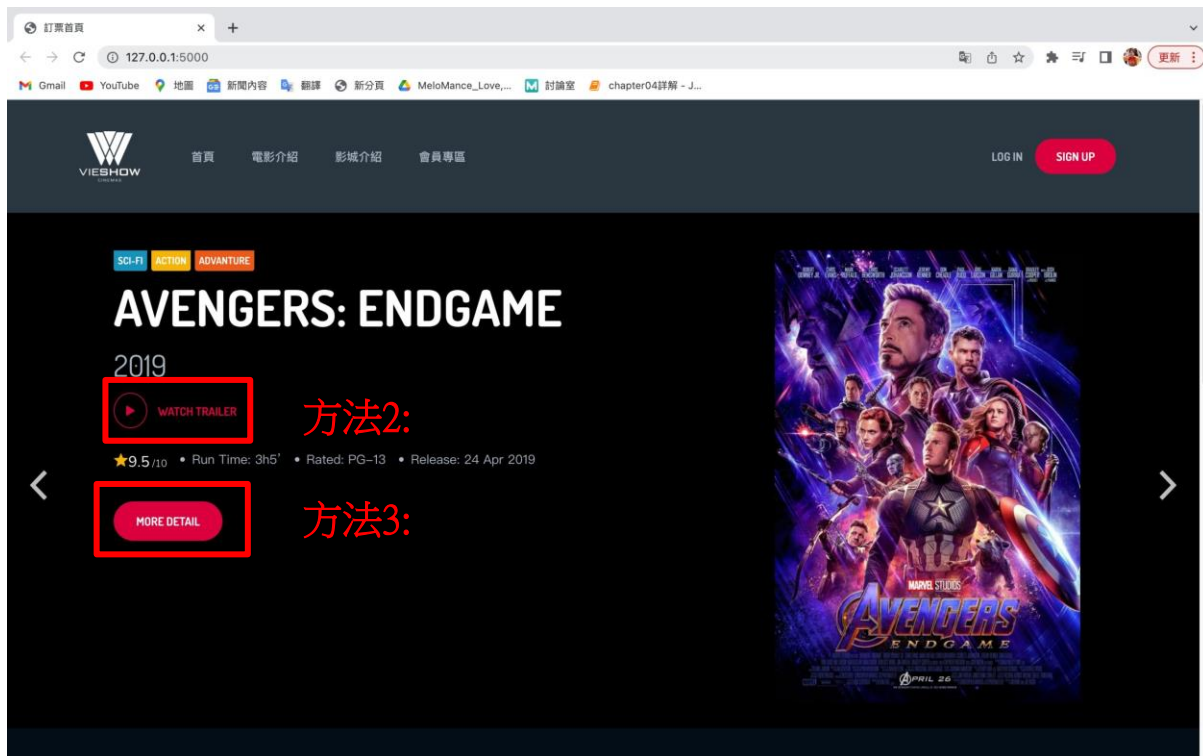 訂票首頁
127.0.0.1:5000
更新
Gmail YouTube 地圖 新聞內容 翻譯 新分頁 MeloMance_Love,... 討論室 chapter04詳解 - J...
VIESHOW
CINEMAS
首頁 電影介紹 影城介紹 會員專區
LOG IN SIGN UP
SCI-FI ACTION ADVANTURE
AVENGERS: ENDGAME
2019
WATCH TRAILER
方法2:
9.5/10 • Run Time: 3h5’ • Rated: PG-13 • Release: 24 Apr 2019
MORE DETAIL
方法3:
MARVEL STUDIOS
AVENGERS
ENDGAME
APRIL 26